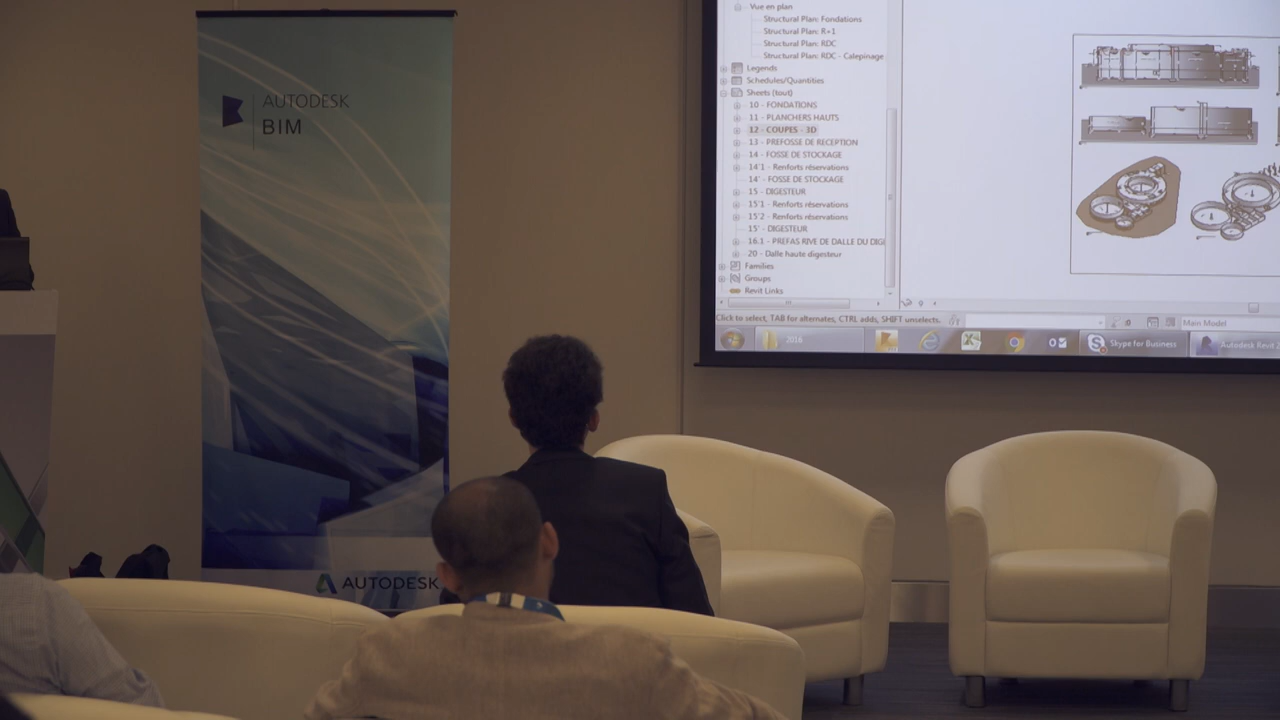 AUTODESK
BIM
AUTODESK
Vue en plan
Structural Plan: Fondations
Structural Plan: R+1
Structural Plan: RDC
Structural Plan: RDC - Calepinage
Legends
Schedules/Quantities
Sheets (tout)
10 - FONDATIONS
11 - PLANCHERS HAUTS
12 - COUPES - 3D
13 - PREFOSSE DE RECEPTION
14 - FOSSE DE STOCKAGE
14'1 - Renforts réservations
14' - FOSSE DE STOCKAGE
15 - DIGESTEUR
15'1 - Renforts réservations
15'2 - Renforts réservations
15' - DIGESTEUR
16.1 - PREFAS RIVE DE DALLE DU DIG
20 - Dalle haute digesteur
Families
Groups
Revit Links
Click to select, TAB for alternates, CTRL adds, SHIFT unselects.
:0
Main Model
2016
Skype for Business
Autodesk Revit 2